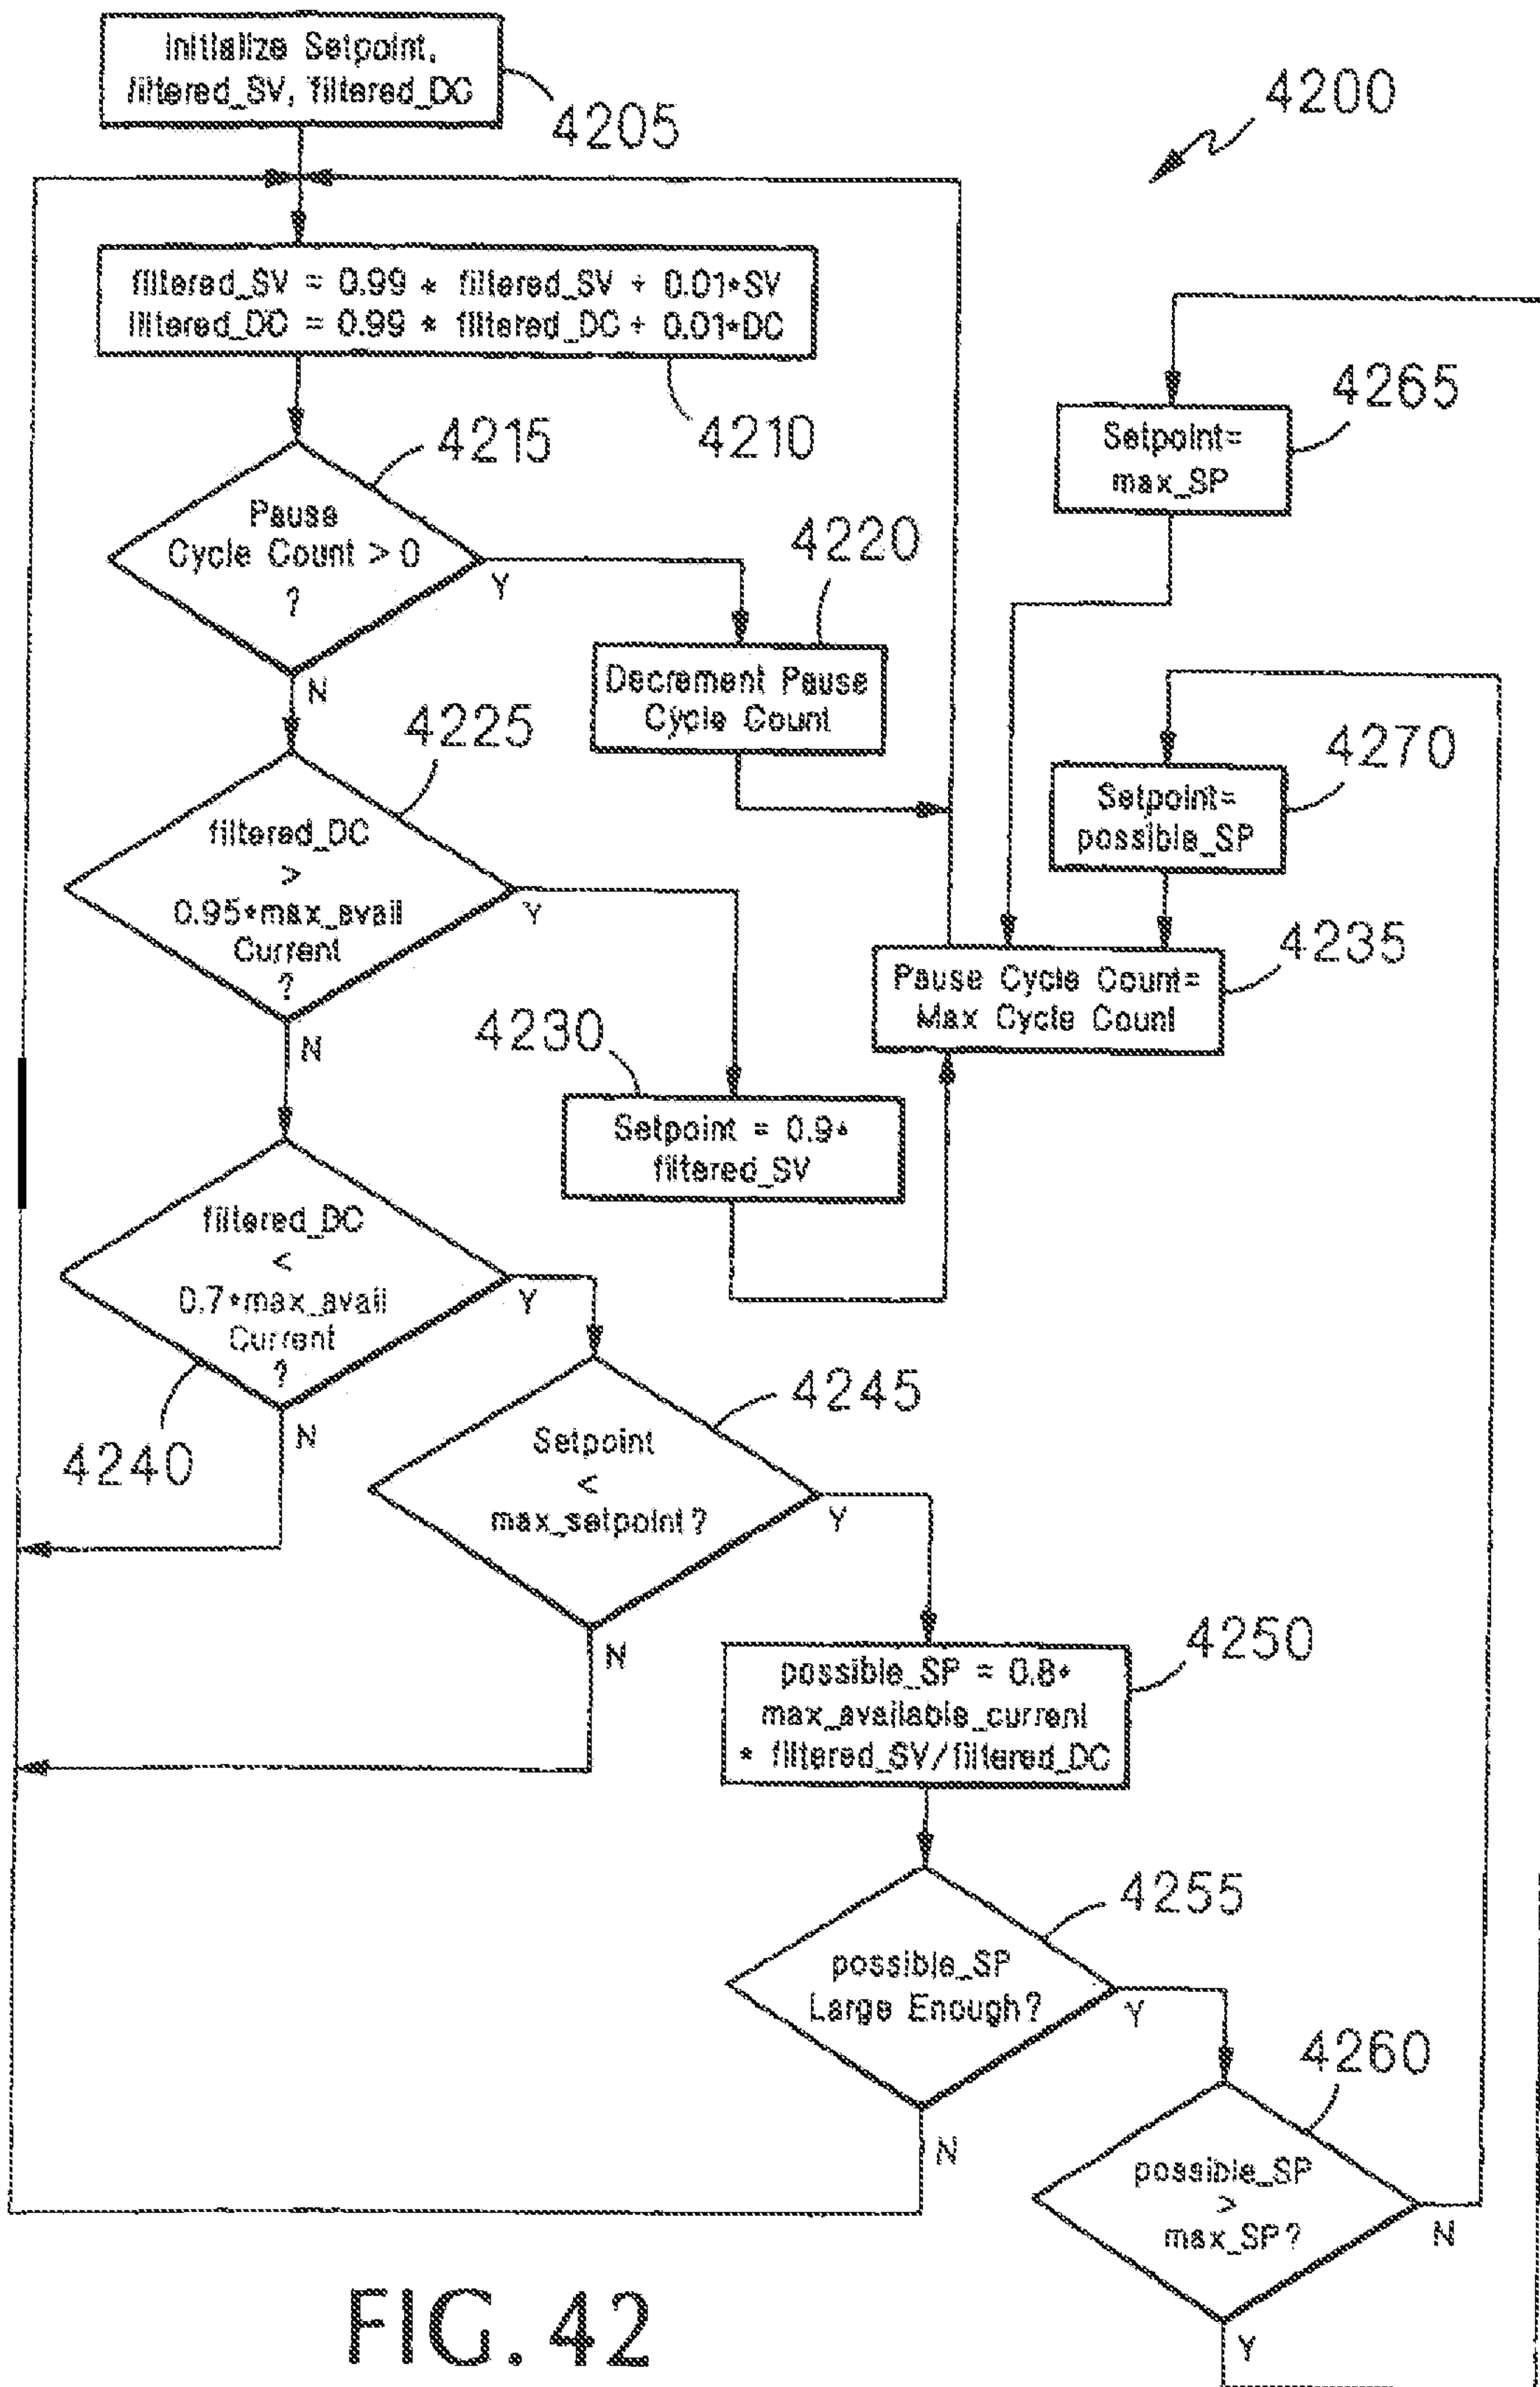 Initialize Setpoint,
filtered_SV, filtered_DC
4205
4200
filtered_SV = 0.99 * filtered_SV + 0.01*SV
filtered_DC = 0.99 * filtered_DC + 0.01*DC
4210
4215
Pause
Cycle Count > 0
?
Y
N
4220
Decrement Pause
Cycle Count
4265
Setpoint=
max_SP
4225
filtered_DC
>
0.95*max_avail
Current
?
Y
N
4270
Setpoint=
possible_SP
4235
Pause Cycle Count=
Max Cycle Count
4230
Setpoint = 0.9*
filtered_SV
filtered_DC
<
0.7*max_avail
Current
?
Y
N
4240
4245
Setpoint
<
max_setpoint?
Y
N
4250
possible_SP = 0.8*
max_available_current
* filtered_SV/filtered_DC
4255
possible_SP
Large Enough?
Y
N
4260
possible_SP
>
max_SP?
N
Y
FIG. 42